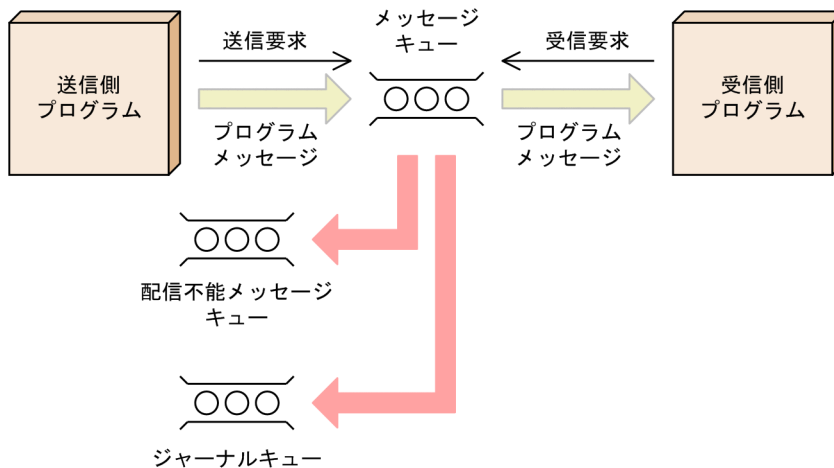 送信側
プログラム
送信要求
プログラム
メッセージ
メッセージ
キュー
受信要求
プログラム
メッセージ
受信側
プログラム
配信不能メッセージ
キュー
ジャーナルキュー